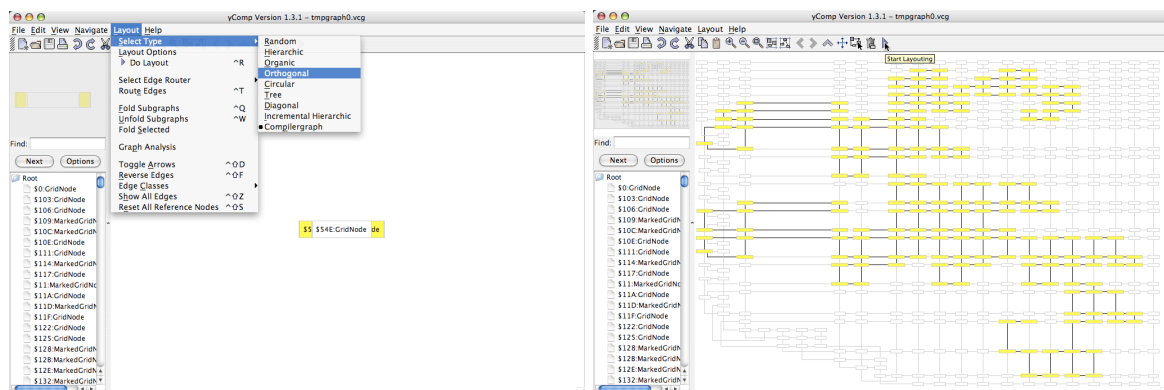 yComp Version 1.3.1 – tmpgraph0.vcg
File Edit View Navigate Layout Help
Select Type
Layout Options
Do Layout ^R
Select Edge Router
Route Edges ^T
Fold Subgraphs ^Q
Unfold Subgraphs ^W
Fold Selected
Graph Analysis
Toggle Arrows ^⇧D
Reverse Edges ^⇧F
Edge Classes
Show All Edges ^⇧Z
Reset All Reference Nodes ^⇧S
Random
Hierarchic
Organic
Orthogonal
Circular
Tree
Diagonal
Incremental Hierarchic
Compilergraph
Find:
Next Options
Root
$0:GridNode
$103:GridNode
$106:GridNode
$109:MarkedGridN
$10C:MarkedGridN
$10E:GridNode
$111:GridNode
$114:MarkedGridN
$117:GridNode
$11:MarkedGridNo
$11A:GridNode
$11D:MarkedGridN
$11F:GridNode
$122:GridNode
$125:GridNode
$128:MarkedGridN
$12B:MarkedGridN
$12E:MarkedGridN
$132:MarkedGridN
$5 $54E:GridNode de
yComp Version 1.3.1 – tmpgraph0.vcg
File Edit View Navigate Layout Help
Start Layouting
Find:
Next Options
Root
$0:GridNode
$103:GridNode
$106:GridNode
$109:MarkedGridN
$10C:MarkedGridN
$10E:GridNode
$111:GridNode
$114:MarkedGridN
$117:GridNode
$11:MarkedGridNo
$11A:GridNode
$11D:MarkedGridN
$11F:GridNode
$122:GridNode
$125:GridNode
$128:MarkedGridN
$12B:MarkedGridN
$12E:MarkedGridN
$132:MarkedGridN